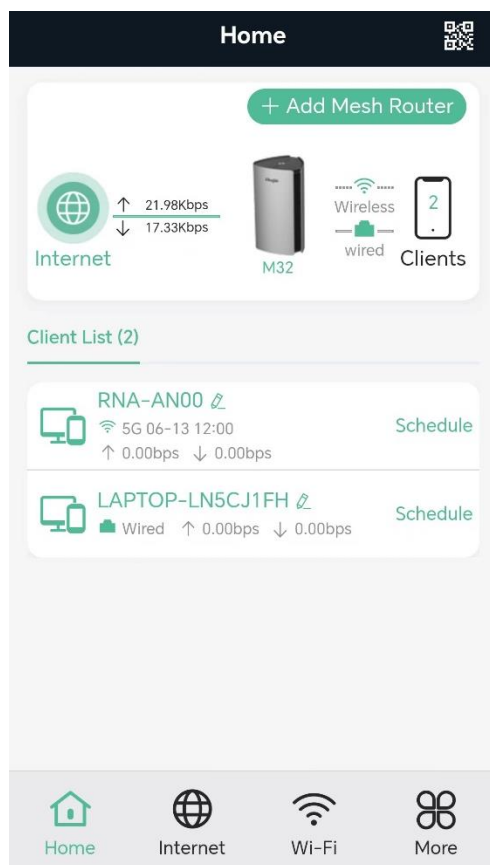 Home
+ Add Mesh Router
↑ 21.98Kbps
↓ 17.33Kbps
Internet
M32
Wireless
wired
2
Clients
Client List (2)
RNA-AN00
5G 06-13 12:00
↑ 0.00bps ↓ 0.00bps
Schedule
LAPTOP-LN5CJ1FH
Wired ↑ 0.00bps ↓ 0.00bps
Schedule
Home Internet Wi-Fi More